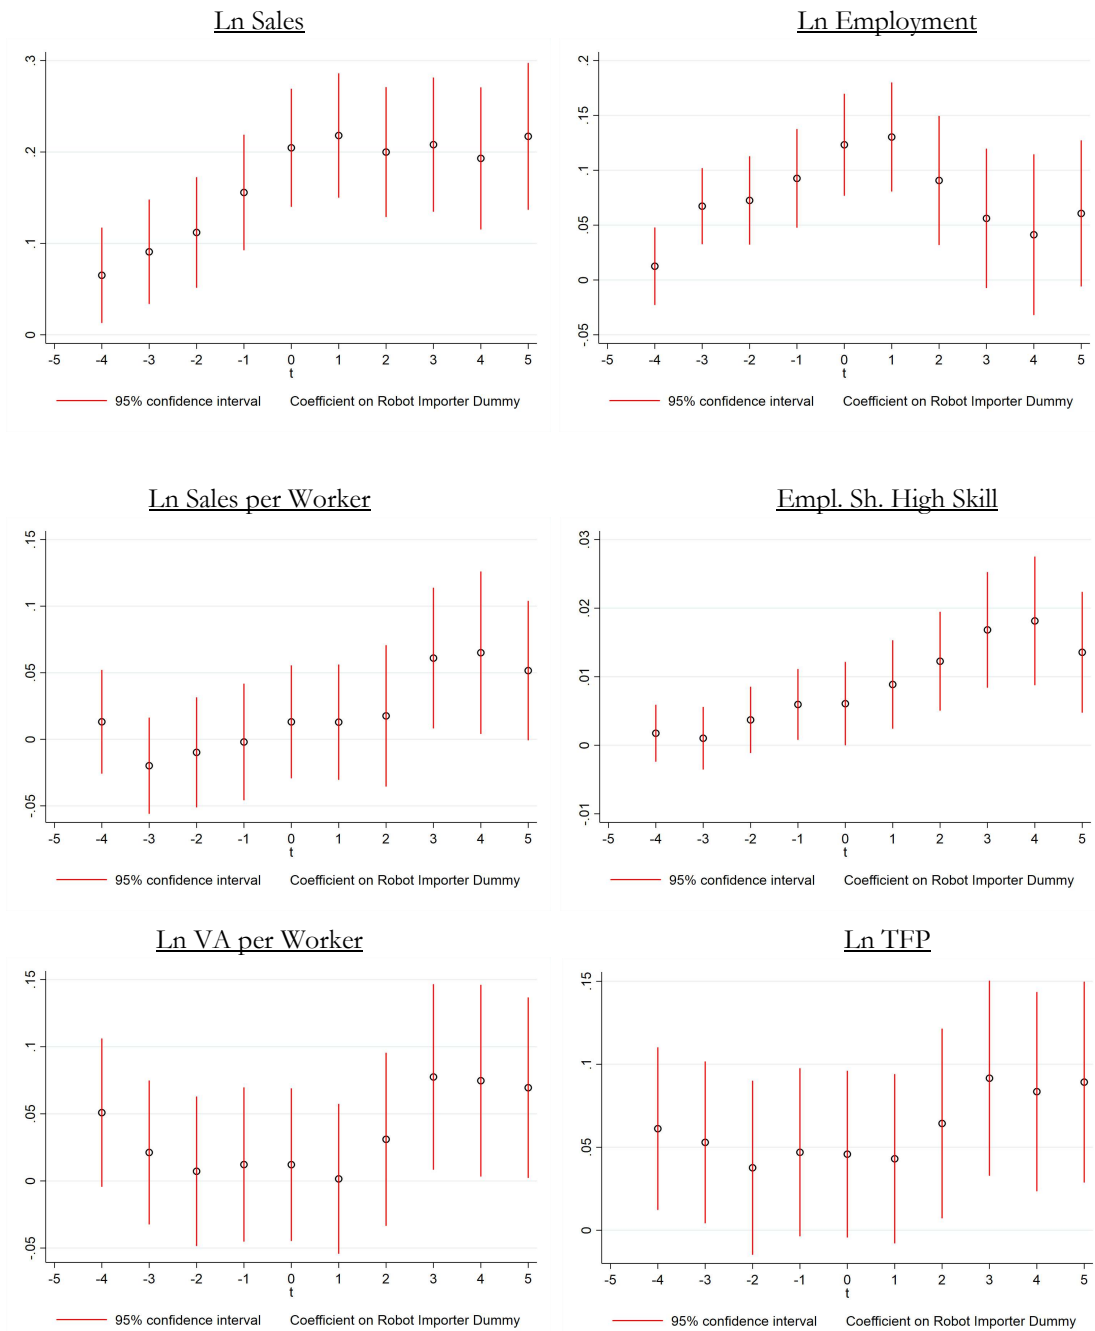 Ln Sales
.3
.2
.1
0
-5 -4 -3 -2 -1 0 1 2 3 4 5
t
95% confidence interval Coefficient on Robot Importer Dummy
Ln Employment
.2
.15
.1
.05
0
-.05
-5 -4 -3 -2 -1 0 1 2 3 4 5
t
95% confidence interval Coefficient on Robot Importer Dummy
Ln Sales per Worker
.15
.1
.05
0
-.05
-5 -4 -3 -2 -1 0 1 2 3 4 5
t
95% confidence interval Coefficient on Robot Importer Dummy
Empl. Sh. High Skill
.03
.02
.01
0
-.01
-5 -4 -3 -2 -1 0 1 2 3 4 5
t
95% confidence interval Coefficient on Robot Importer Dummy
Ln VA per Worker
.15
.1
.05
0
-.05
-5 -4 -3 -2 -1 0 1 2 3 4 5
t
95% confidence interval Coefficient on Robot Importer Dummy
Ln TFP
.15
.1
.05
0
-5 -4 -3 -2 -1 0 1 2 3 4 5
t
95% confidence interval Coefficient on Robot Importer Dummy